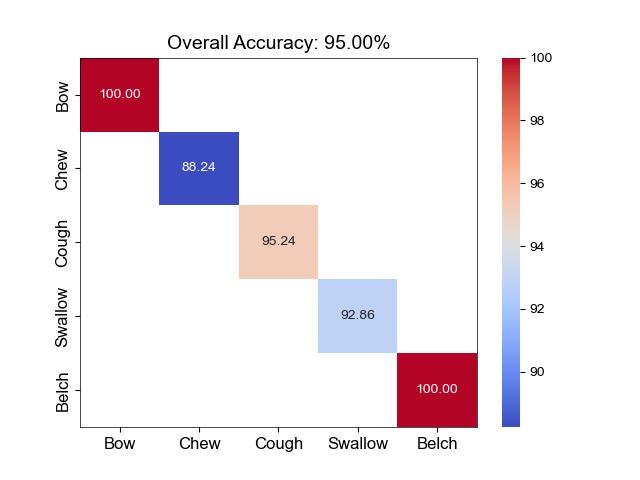 Overall Accuracy: 95.00%
Bow
100.00
Chew
88.24
Cough
95.24
Swallow
92.86
Belch
100.00
Bow Chew Cough Swallow Belch
100
98
96
94
92
90